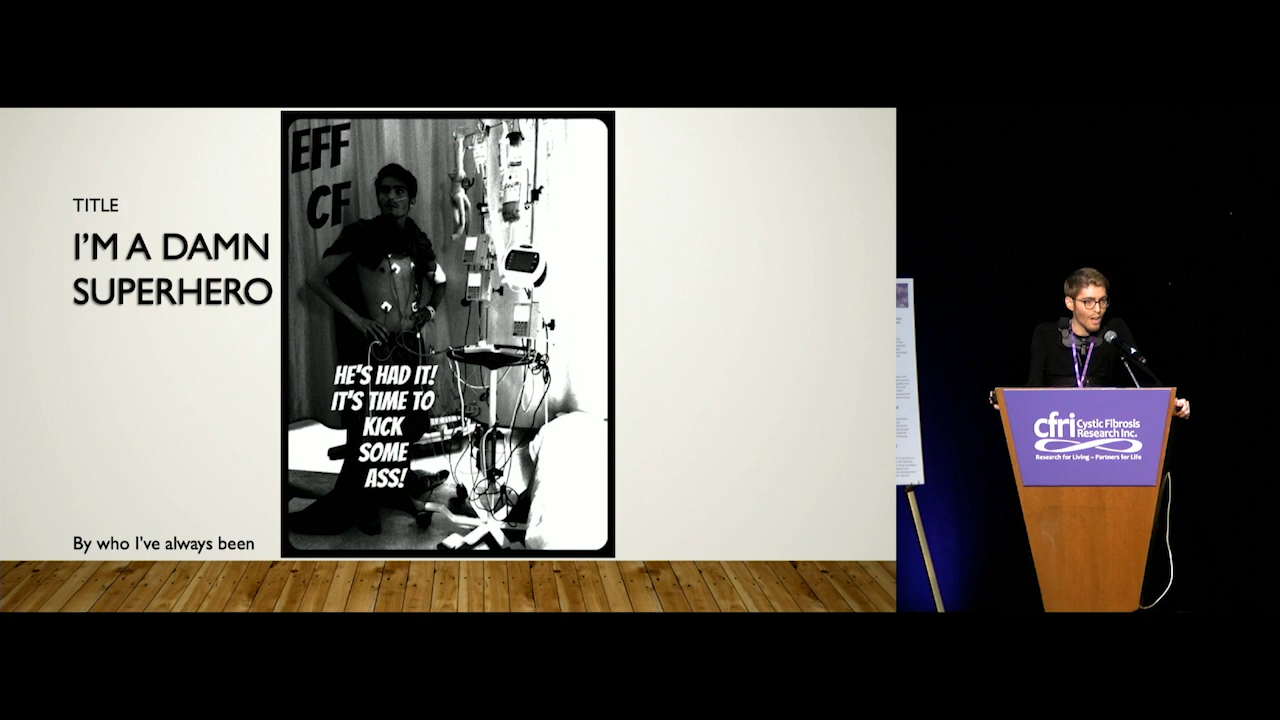 TITLE
I'M A DAMN
SUPERHERO
By who I've always been
EFF
CF
HE'S HAD IT!
IT'S TIME TO
KICK
SOME
ASS!
cfri Cystic Fibrosis
Research Inc.
Research for Living – Partners for Life